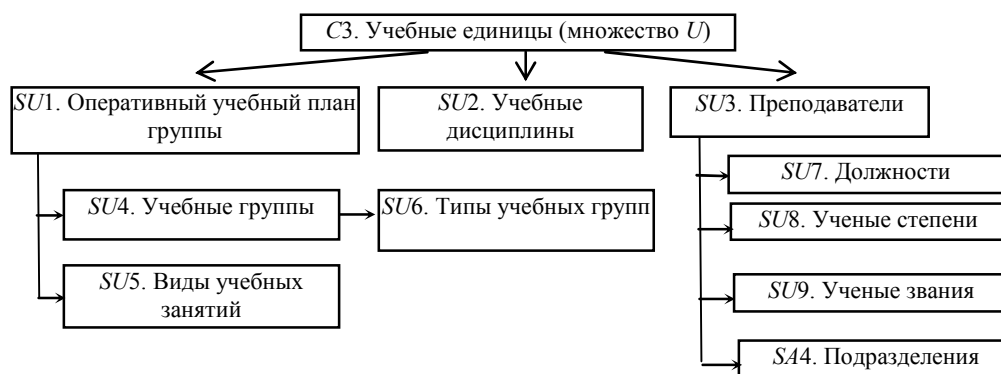 C3. Учебные единицы (множество U)
SU1. Оперативный учебный план
группы
SU2. Учебные
дисциплины
SU3. Преподаватели
SU7. Должности
SU4. Учебные группы
SU6. Типы учебных групп
SU8. Ученые степени
SU5. Виды учебных
занятий
SU9. Ученые звания
SA4. Подразделения